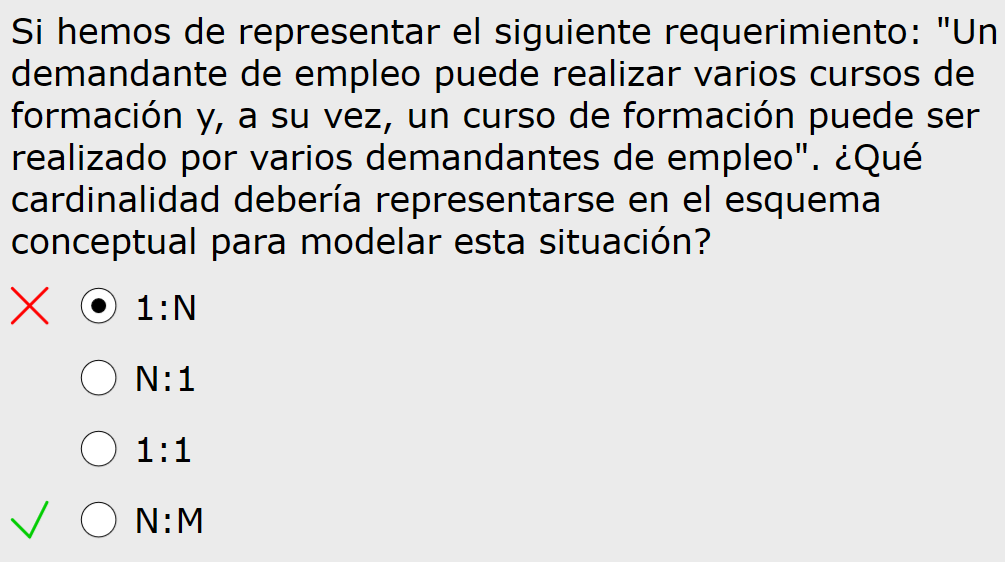 Si hemos de representar el siguiente requerimiento: "Un
demandante de empleo puede realizar varios cursos de
formación y, a su vez, un curso de formación puede ser
realizado por varios demandantes de empleo". ¿Qué
cardinalidad debería representarse en el esquema
conceptual para modelar esta situación?
1:N
N:1
1:1
N:M